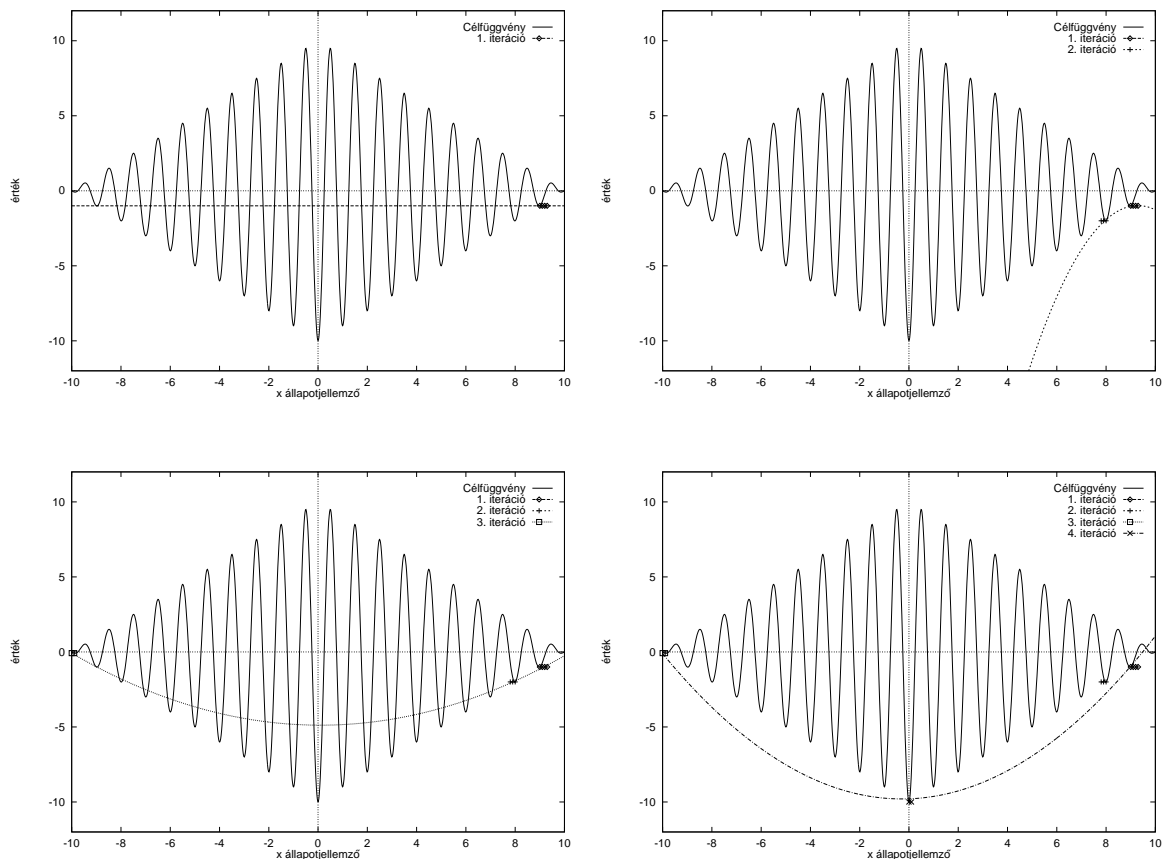 Célfüggvény
1. iteráció
10
5
0
-5
-10
érték
-10 -8 -6 -4 -2 0 2 4 6 8 10
x állapotjellemző
Célfüggvény
1. iteráció
2. iteráció
10
5
0
-5
-10
érték
-10 -8 -6 -4 -2 0 2 4 6 8 10
x állapotjellemző
Célfüggvény
1. iteráció
2. iteráció
3. iteráció
10
5
0
-5
-10
érték
-10 -8 -6 -4 -2 0 2 4 6 8 10
x állapotjellemző
Célfüggvény
1. iteráció
2. iteráció
3. iteráció
4. iteráció
10
5
0
-5
-10
érték
-10 -8 -6 -4 -2 0 2 4 6 8 10
x állapotjellemző